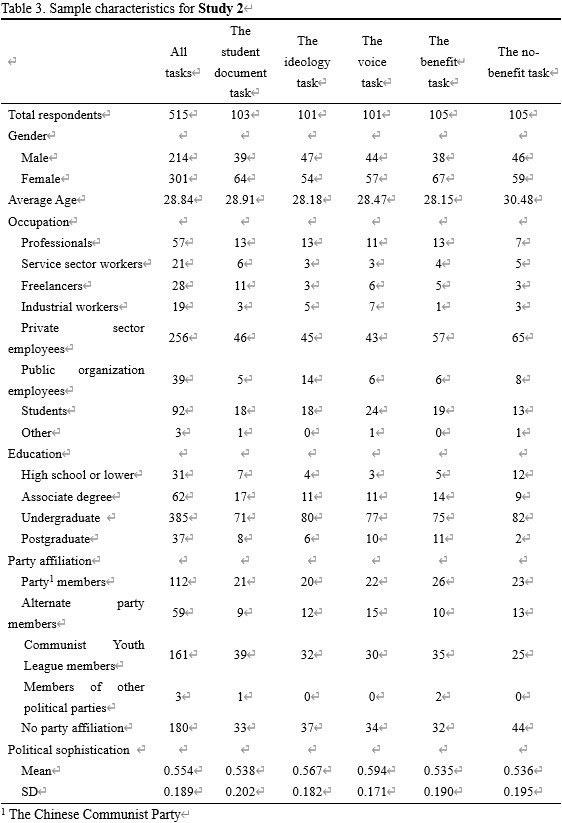 Table 3. Sample characteristics for Study 2↵
↵ All tasks↵ The student document task↵ The ideology task↵ The voice task↵ The benefit↵ task↵ The no-benefit task↵
Total respondents↵ 515↵ 103↵ 101↵ 101↵ 105↵ 105↵
Gender↵ ↵ ↵ ↵ ↵ ↵ ↵
Male↵ 214↵ 39↵ 47↵ 44↵ 38↵ 46↵
Female↵ 301↵ 64↵ 54↵ 57↵ 67↵ 59↵
Average Age↵ 28.84↵ 28.91↵ 28.18↵ 28.47↵ 28.15↵ 30.48↵
Occupation↵ ↵ ↵ ↵ ↵ ↵ ↵
Professionals↵ 57↵ 13↵ 13↵ 11↵ 13↵ 7↵
Service sector workers↵ 21↵ 6↵ 3↵ 3↵ 4↵ 5↵
Freelancers↵ 28↵ 11↵ 3↵ 6↵ 5↵ 3↵
Industrial workers↵ 19↵ 3↵ 5↵ 7↵ 1↵ 3↵
Private sector employees↵ 256↵ 46↵ 45↵ 43↵ 57↵ 65↵
Public organization employees↵ 39↵ 5↵ 14↵ 6↵ 6↵ 8↵
Students↵ 92↵ 18↵ 18↵ 24↵ 19↵ 13↵
Other↵ 3↵ 1↵ 0↵ 1↵ 0↵ 1↵
Education↵ ↵ ↵ ↵ ↵ ↵ ↵
High school or lower↵ 31↵ 7↵ 4↵ 3↵ 5↵ 12↵
Associate degree↵ 62↵ 17↵ 11↵ 11↵ 14↵ 9↵
Undergraduate ↵ 385↵ 71↵ 80↵ 77↵ 75↵ 82↵
Postgraduate↵ 37↵ 8↵ 6↵ 10↵ 11↵ 2↵
Party affiliation↵ ↵ ↵ ↵ ↵ ↵ ↵
Party¹ members↵ 112↵ 21↵ 20↵ 22↵ 26↵ 23↵
Alternate party members↵ 59↵ 9↵ 12↵ 15↵ 10↵ 13↵
Communist Youth League members↵ 161↵ 39↵ 32↵ 30↵ 35↵ 25↵
Members of other political parties↵ 3↵ 1↵ 0↵ 0↵ 2↵ 0↵
No party affiliation↵ 180↵ 33↵ 37↵ 34↵ 32↵ 44↵
Political sophistication ↵ ↵ ↵ ↵ ↵ ↵ ↵
Mean↵ 0.554↵ 0.538↵ 0.567↵ 0.594↵ 0.535↵ 0.536↵
SD↵ 0.189↵ 0.202↵ 0.182↵ 0.171↵ 0.190↵ 0.195↵
¹ The Chinese Communist Party↵